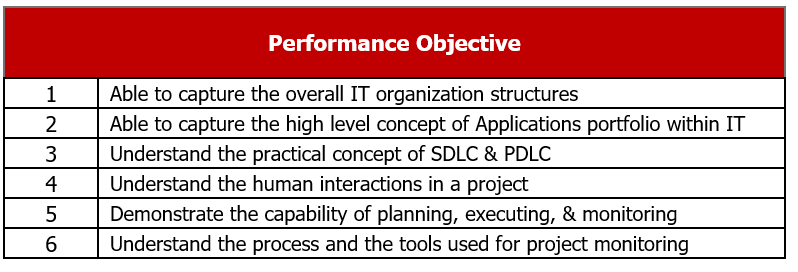 Performance Objective
1 Able to capture the overall IT organization structures
2 Able to capture the high level concept of Applications portfolio within IT
3 Understand the practical concept of SDLC & PDLC
4 Understand the human interactions in a project
5 Demonstrate the capability of planning, executing, & monitoring
6 Understand the process and the tools used for project monitoring